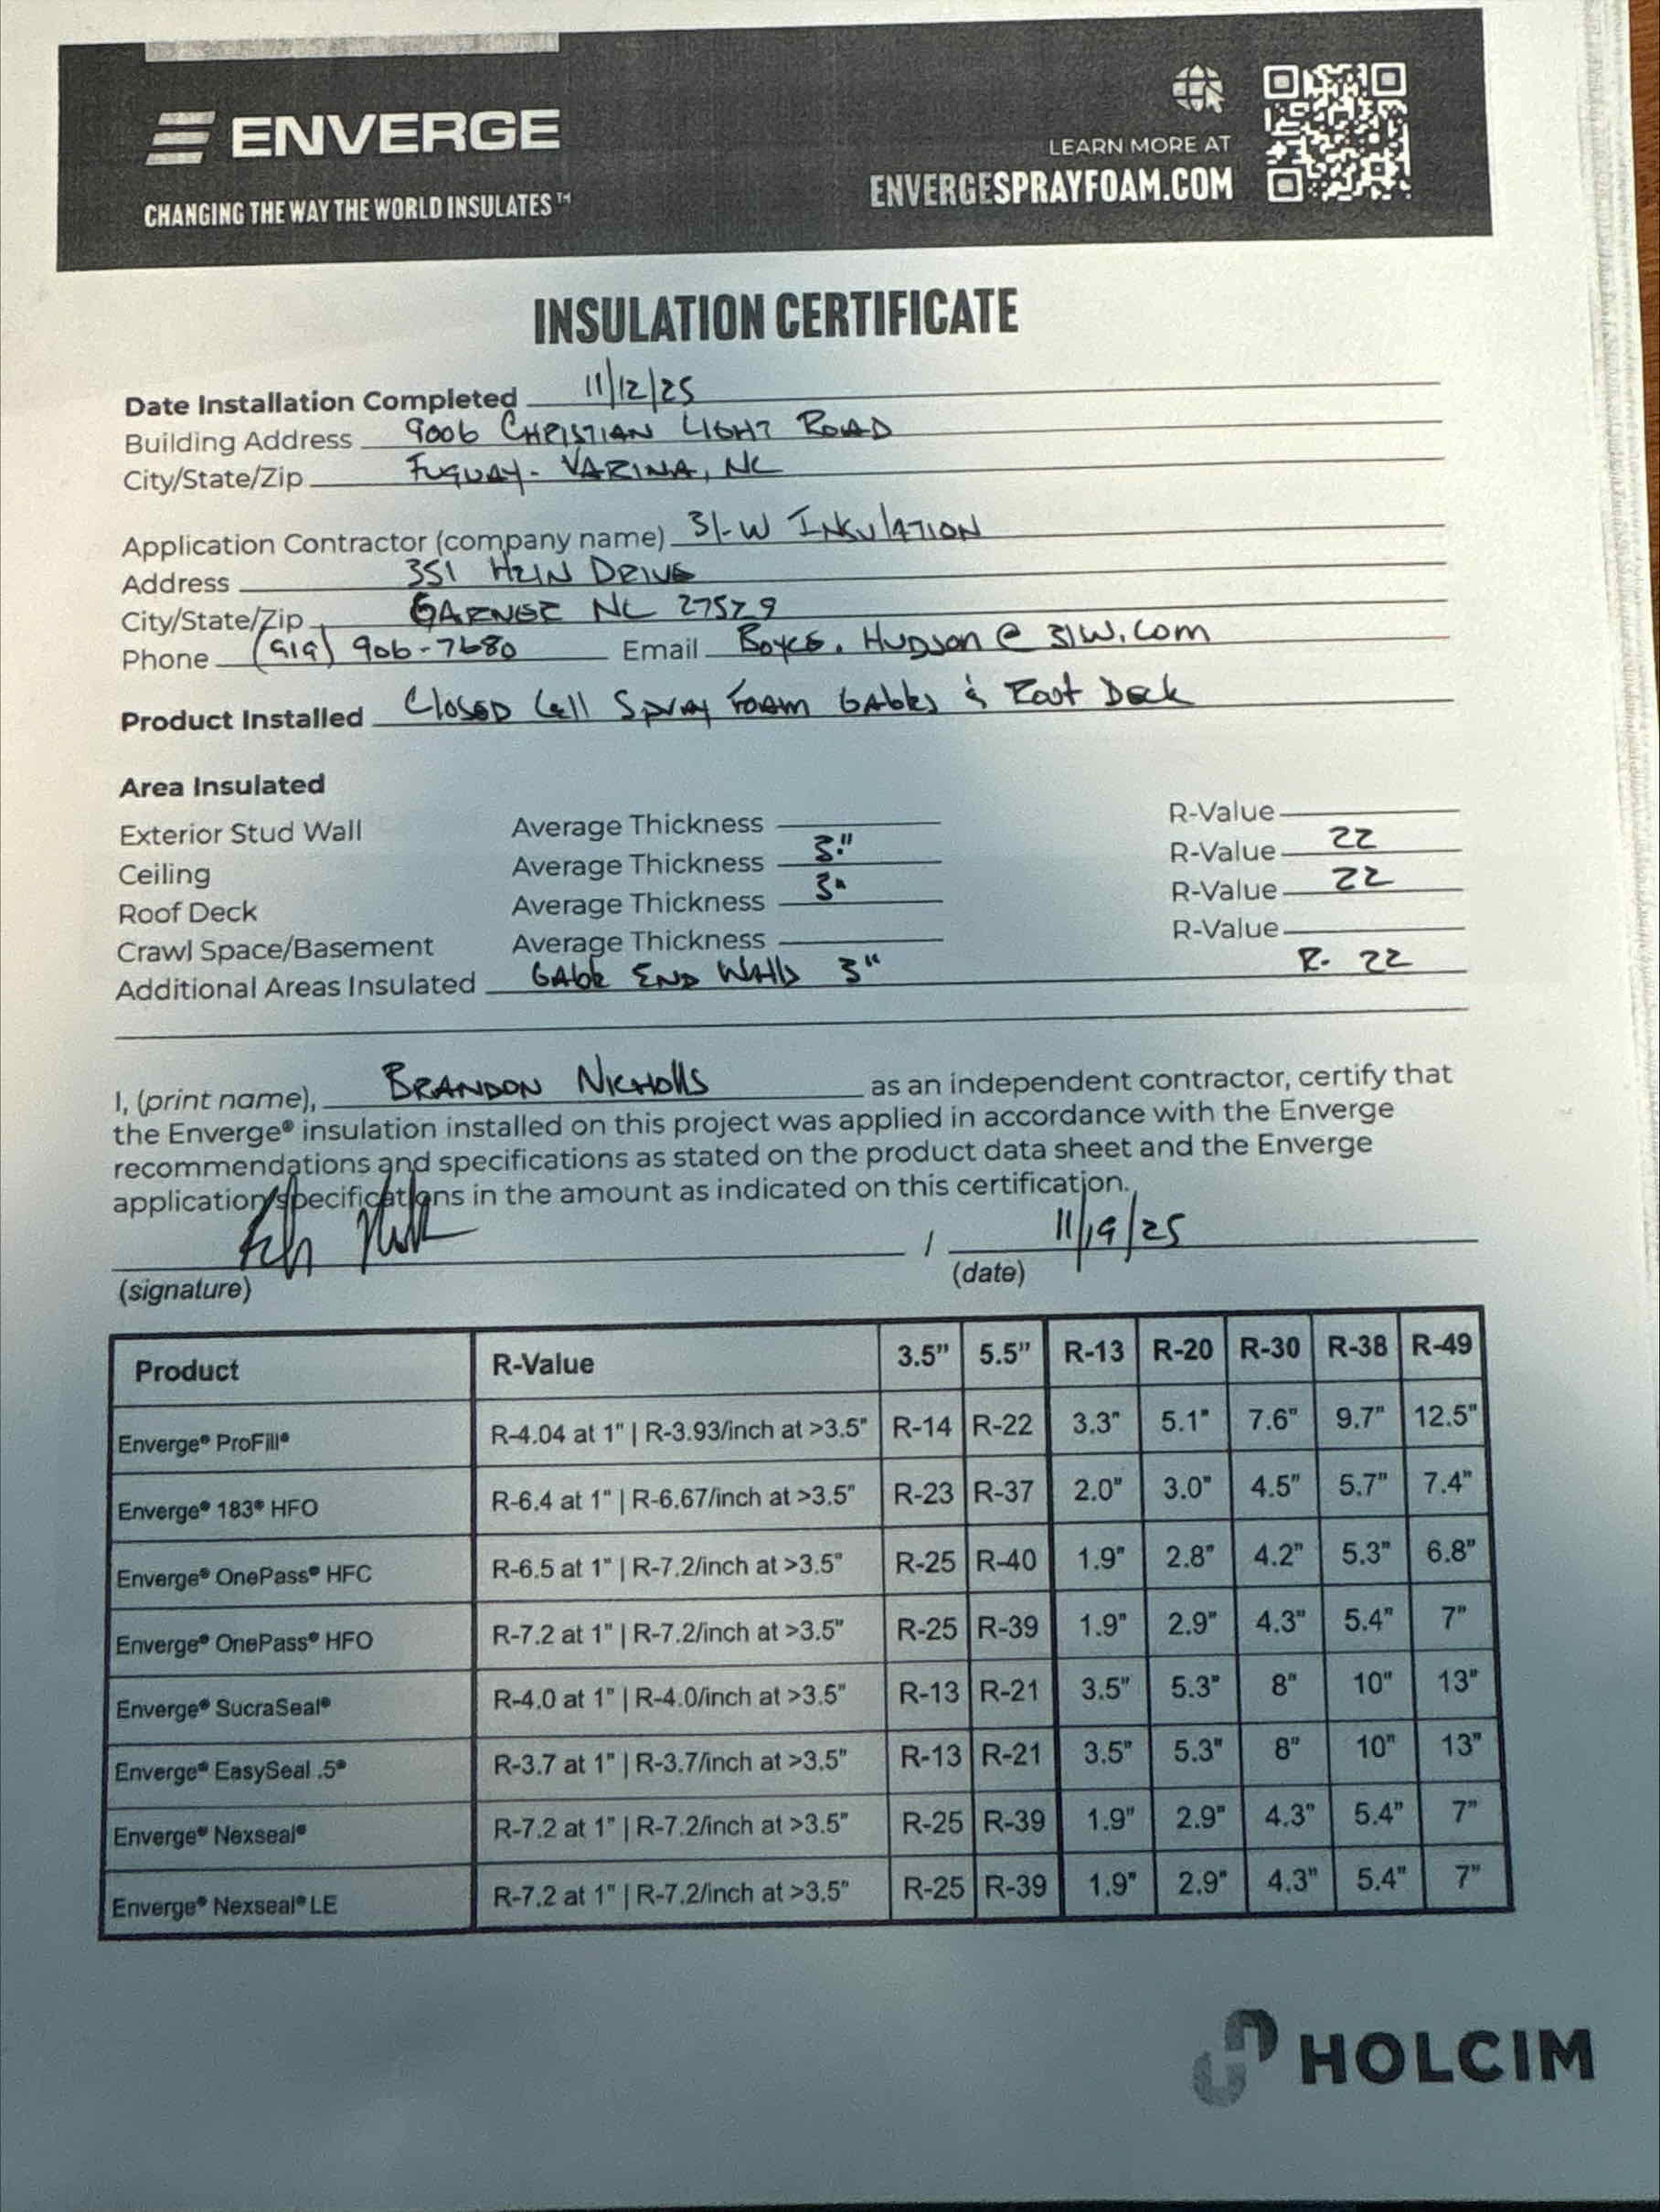 ENVERGE
CHANGING THE WAY THE WORLD INSULATES™
LEARN MORE AT
ENVERGESPRAYFOAM.COM
INSULATION CERTIFICATE
Date Installation Completed 11/12/25
Building Address 9006 CHRISTIAN LIGHT ROAD
City/State/Zip FUQUAY-VARINA, NC
Application Contractor (company name) 31-W INSULATION
Address 351 HEIN DRIVE
City/State/Zip GARNER NC 27529
Phone (919) 906-7680 Email Boyce.Hudson@31W.com
Product Installed Closed Cell Spray Foam Gables & Roof Deck
Area Insulated
Exterior Stud Wall Average Thickness R-Value
Ceiling Average Thickness 3" R-Value 22
Roof Deck Average Thickness 3" R-Value 22
Crawl Space/Basement Average Thickness R-Value
Additional Areas Insulated Gable End Walls 3" R-22
I, (print name), BRANDON NICHOLLS as an independent contractor, certify that
the Enverge® insulation installed on this project was applied in accordance with the Enverge
recommendations and specifications as stated on the product data sheet and the Enverge
application specifications in the amount as indicated on this certification.
/ 11/19/25
(signature) (date)
Product R-Value 3.5" 5.5" R-13 R-20 R-30 R-38 R-49
Enverge® ProFill® R-4.04 at 1" | R-3.93/inch at >3.5" R-14 R-22 3.3" 5.1" 7.6" 9.7" 12.5"
Enverge® 183® HFO R-6.4 at 1" | R-6.67/inch at >3.5" R-23 R-37 2.0" 3.0" 4.5" 5.7" 7.4"
Enverge® OnePass® HFC R-6.5 at 1" | R-7.2/inch at >3.5" R-25 R-40 1.9" 2.8" 4.2" 5.3" 6.8"
Enverge® OnePass® HFO R-7.2 at 1" | R-7.2/inch at >3.5" R-25 R-39 1.9" 2.9" 4.3" 5.4" 7"
Enverge® SucraSeal® R-4.0 at 1" | R-4.0/inch at >3.5" R-13 R-21 3.5" 5.3" 8" 10" 13"
Enverge® EasySeal .5® R-3.7 at 1" | R-3.7/inch at >3.5" R-13 R-21 3.5" 5.3" 8" 10" 13"
Enverge® Nexseal® R-7.2 at 1" | R-7.2/inch at >3.5" R-25 R-39 1.9" 2.9" 4.3" 5.4" 7"
Enverge® Nexseal® LE R-7.2 at 1" | R-7.2/inch at >3.5" R-25 R-39 1.9" 2.9" 4.3" 5.4" 7"
HOLCIM